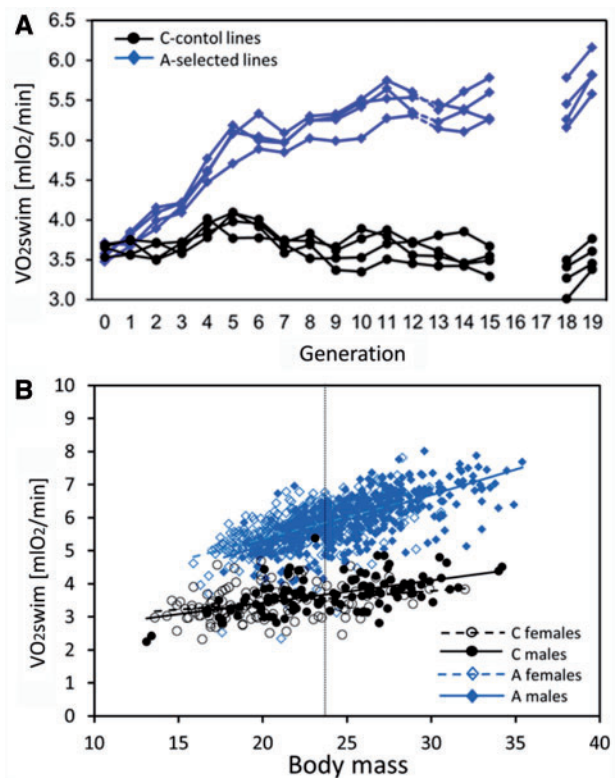 A
C-contol lines
A-selected lines
VO2swim [mlO2/min]
6.5
6.0
5.5
5.0
4.5
4.0
3.5
3.0
0 1 2 3 4 5 6 7 8 9 10 11 12 13 14 15 16 17 18 19
Generation
B
VO2swim [mlO2/min]
10
9
8
7
6
5
4
3
2
1
0
C females
C males
A females
A males
10 15 20 25 30 35 40
Body mass